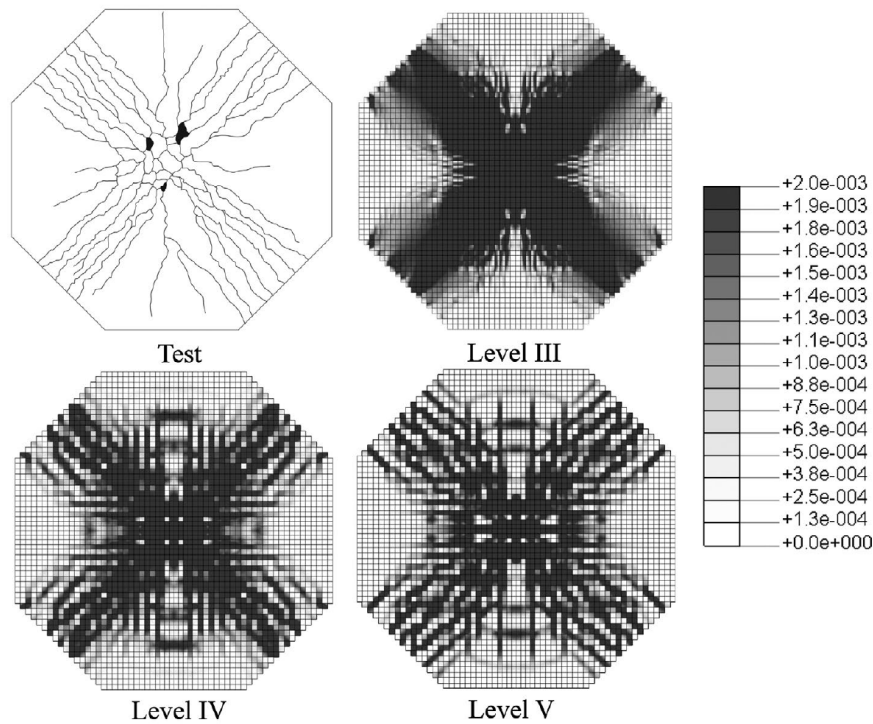 Test
Level III
+2.0e-003
+1.9e-003
+1.8e-003
+1.6e-003
+1.5e-003
+1.4e-003
+1.3e-003
+1.1e-003
+1.0e-003
+8.8e-004
+7.5e-004
+6.3e-004
+5.0e-004
+3.8e-004
+2.5e-004
+1.3e-004
+0.0e+000
Level IV
Level V